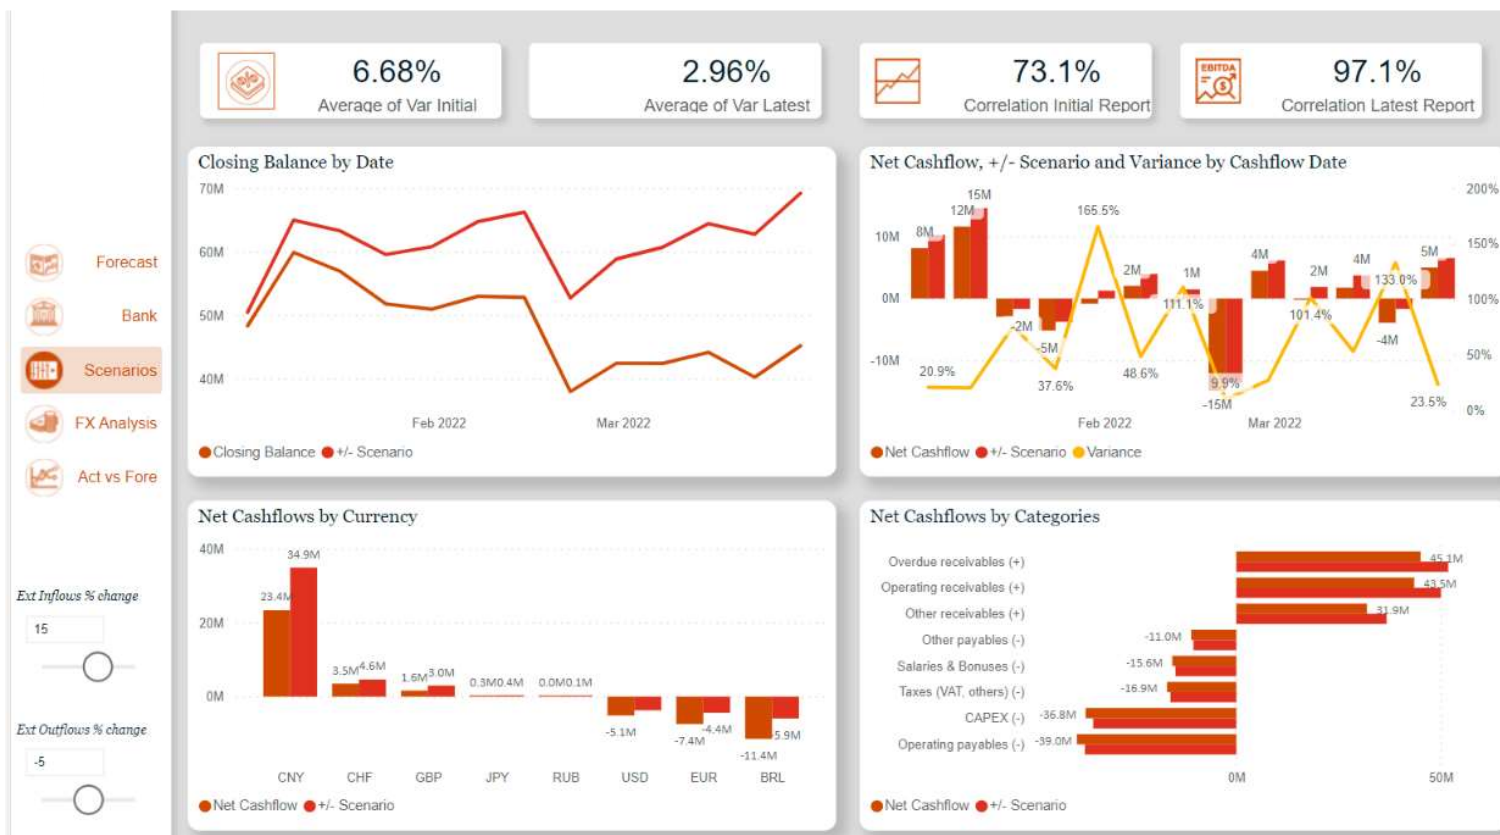 6.68%
Average of Var Initial
2.96%
Average of Var Latest
73.1%
Correlation Initial Report
EBITDA
97.1%
Correlation Latest Report
Forecast
Bank
Scenarios
FX Analysis
Act vs Fore
Ext Inflows % change
15
Ext Outflows % change
-5
Closing Balance by Date
70M
60M
50M
40M
Feb 2022 Mar 2022
Closing Balance +/- Scenario
Net Cashflow, +/- Scenario and Variance by Cashflow Date
10M
0M
-10M
200%
150%
100%
50%
0%
8M 12M 15M -2M -5M 2M 1M -15M 4M 2M 4M -4M 5M
20.9% 37.6% 165.5% 48.6% 111.1% 9.9% 101.4% 133.0% 23.5%
Feb 2022 Mar 2022
Net Cashflow +/- Scenario Variance
Net Cashflows by Currency
40M
20M
0M
23.4M 34.9M 3.5M 4.6M 1.6M 3.0M 0.3M 0.4M 0.0M 0.1M -5.1M -7.4M -4.4M -11.4M -5.9M
CNY CHF GBP JPY RUB USD EUR BRL
Net Cashflow +/- Scenario
Net Cashflows by Categories
Overdue receivables (+) 45.1M
Operating receivables (+) 43.5M
Other receivables (+) 31.9M
Other payables (-) -11.0M
Salaries & Bonuses (-) -15.6M
Taxes (VAT, others) (-) -16.9M
CAPEX (-) -36.8M
Operating payables (-) -39.0M
0M 50M
Net Cashflow +/- Scenario